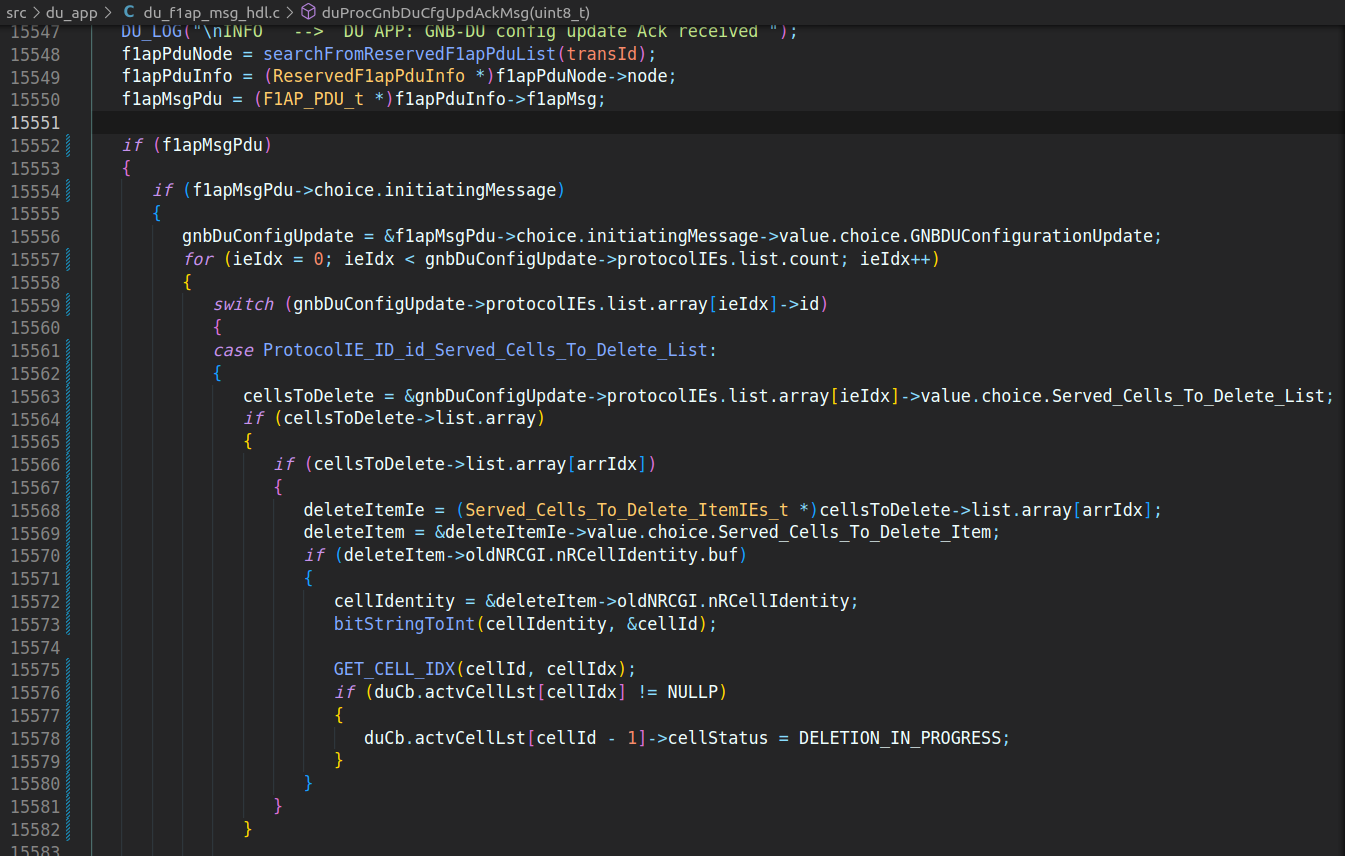 src > du_app > C du_f1ap_msg_hdl.c > duProcGnbDuCfgUpdAckMsg(uint8_t)
15547 DU_LOG("\nINFO --> DU APP: GNB-DU config update Ack received ");
15548 f1apPduNode = searchFromReservedF1apPduList(transId);
15549 f1apPduInfo = (ReservedF1apPduInfo *)f1apPduNode->node;
15550 f1apMsgPdu = (F1AP_PDU_t *)f1apPduInfo->f1apMsg;
15551
15552 if (f1apMsgPdu)
15553 {
15554 if (f1apMsgPdu->choice.initiatingMessage)
15555 {
15556 gnbDuConfigUpdate = &f1apMsgPdu->choice.initiatingMessage->value.choice.GNBDUConfigurationUpdate;
15557 for (ieIdx = 0; ieIdx < gnbDuConfigUpdate->protocolIEs.list.count; ieIdx++)
15558 {
15559 switch (gnbDuConfigUpdate->protocolIEs.list.array[ieIdx]->id)
15560 {
15561 case ProtocolIE_ID_id_Served_Cells_To_Delete_List:
15562 {
15563 cellsToDelete = &gnbDuConfigUpdate->protocolIEs.list.array[ieIdx]->value.choice.Served_Cells_To_Delete_List;
15564 if (cellsToDelete->list.array)
15565 {
15566 if (cellsToDelete->list.array[arrIdx])
15567 {
15568 deleteItemIe = (Served_Cells_To_Delete_ItemIEs_t *)cellsToDelete->list.array[arrIdx];
15569 deleteItem = &deleteItemIe->value.choice.Served_Cells_To_Delete_Item;
15570 if (deleteItem->oldNRCGI.nRCellIdentity.buf)
15571 {
15572 cellIdentity = &deleteItem->oldNRCGI.nRCellIdentity;
15573 bitStringToInt(cellIdentity, &cellId);
15574
15575 GET_CELL_IDX(cellId, cellIdx);
15576 if (duCb.actvCellLst[cellIdx] != NULLP)
15577 {
15578 duCb.actvCellLst[cellId - 1]->cellStatus = DELETION_IN_PROGRESS;
15579 }
15580 }
15581 }
15582 }
15583